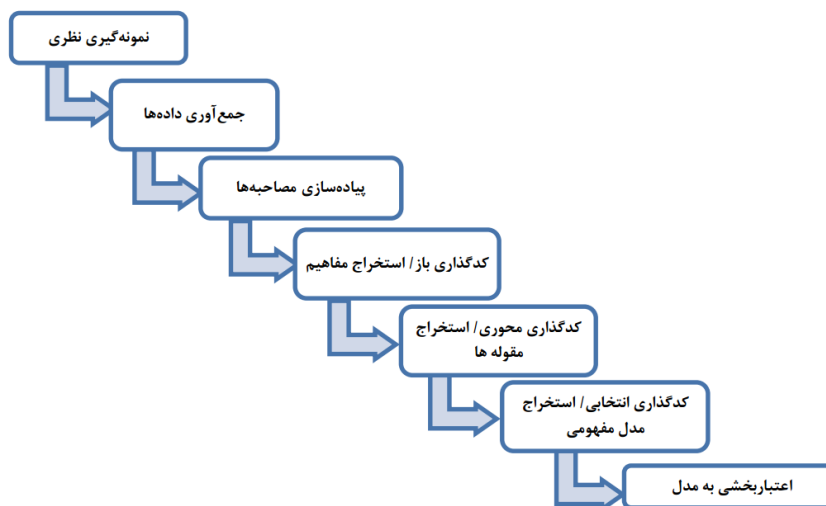 نمونه‌گیری نظری
جمع‌آوری داده‌ها
پیاده‌سازی مصاحبه‌ها
کدگذاری باز/ استخراج مفاهیم
کدگذاری محوری/ استخراج
مقوله ها
کدگذاری انتخابی/ استخراج
مدل مفهومی
اعتباربخشی به مدل